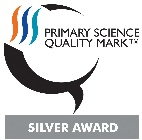 PRIMARY SCIENCE
QUALITY MARK™
SILVER AWARD